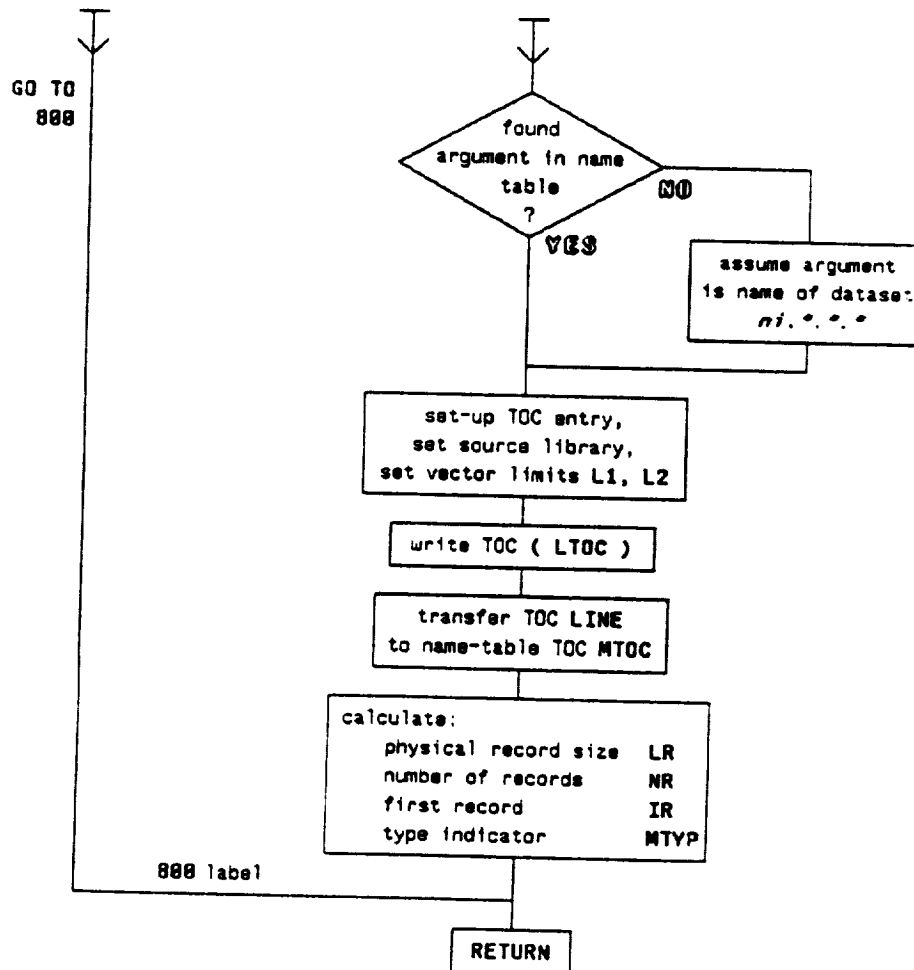 GO TO
800
found
argument in name
table
?
NO
YES
assume argument
is name of dataset
ni.*.*.*
set-up TOC entry,
set source library,
set vector limits L1, L2
write TOC ( LTOC )
transfer TOC LINE
to name-table TOC MTOC
calculate:
physical record size LR
number of records NR
first record IR
type indicator MTYP
800 label
RETURN